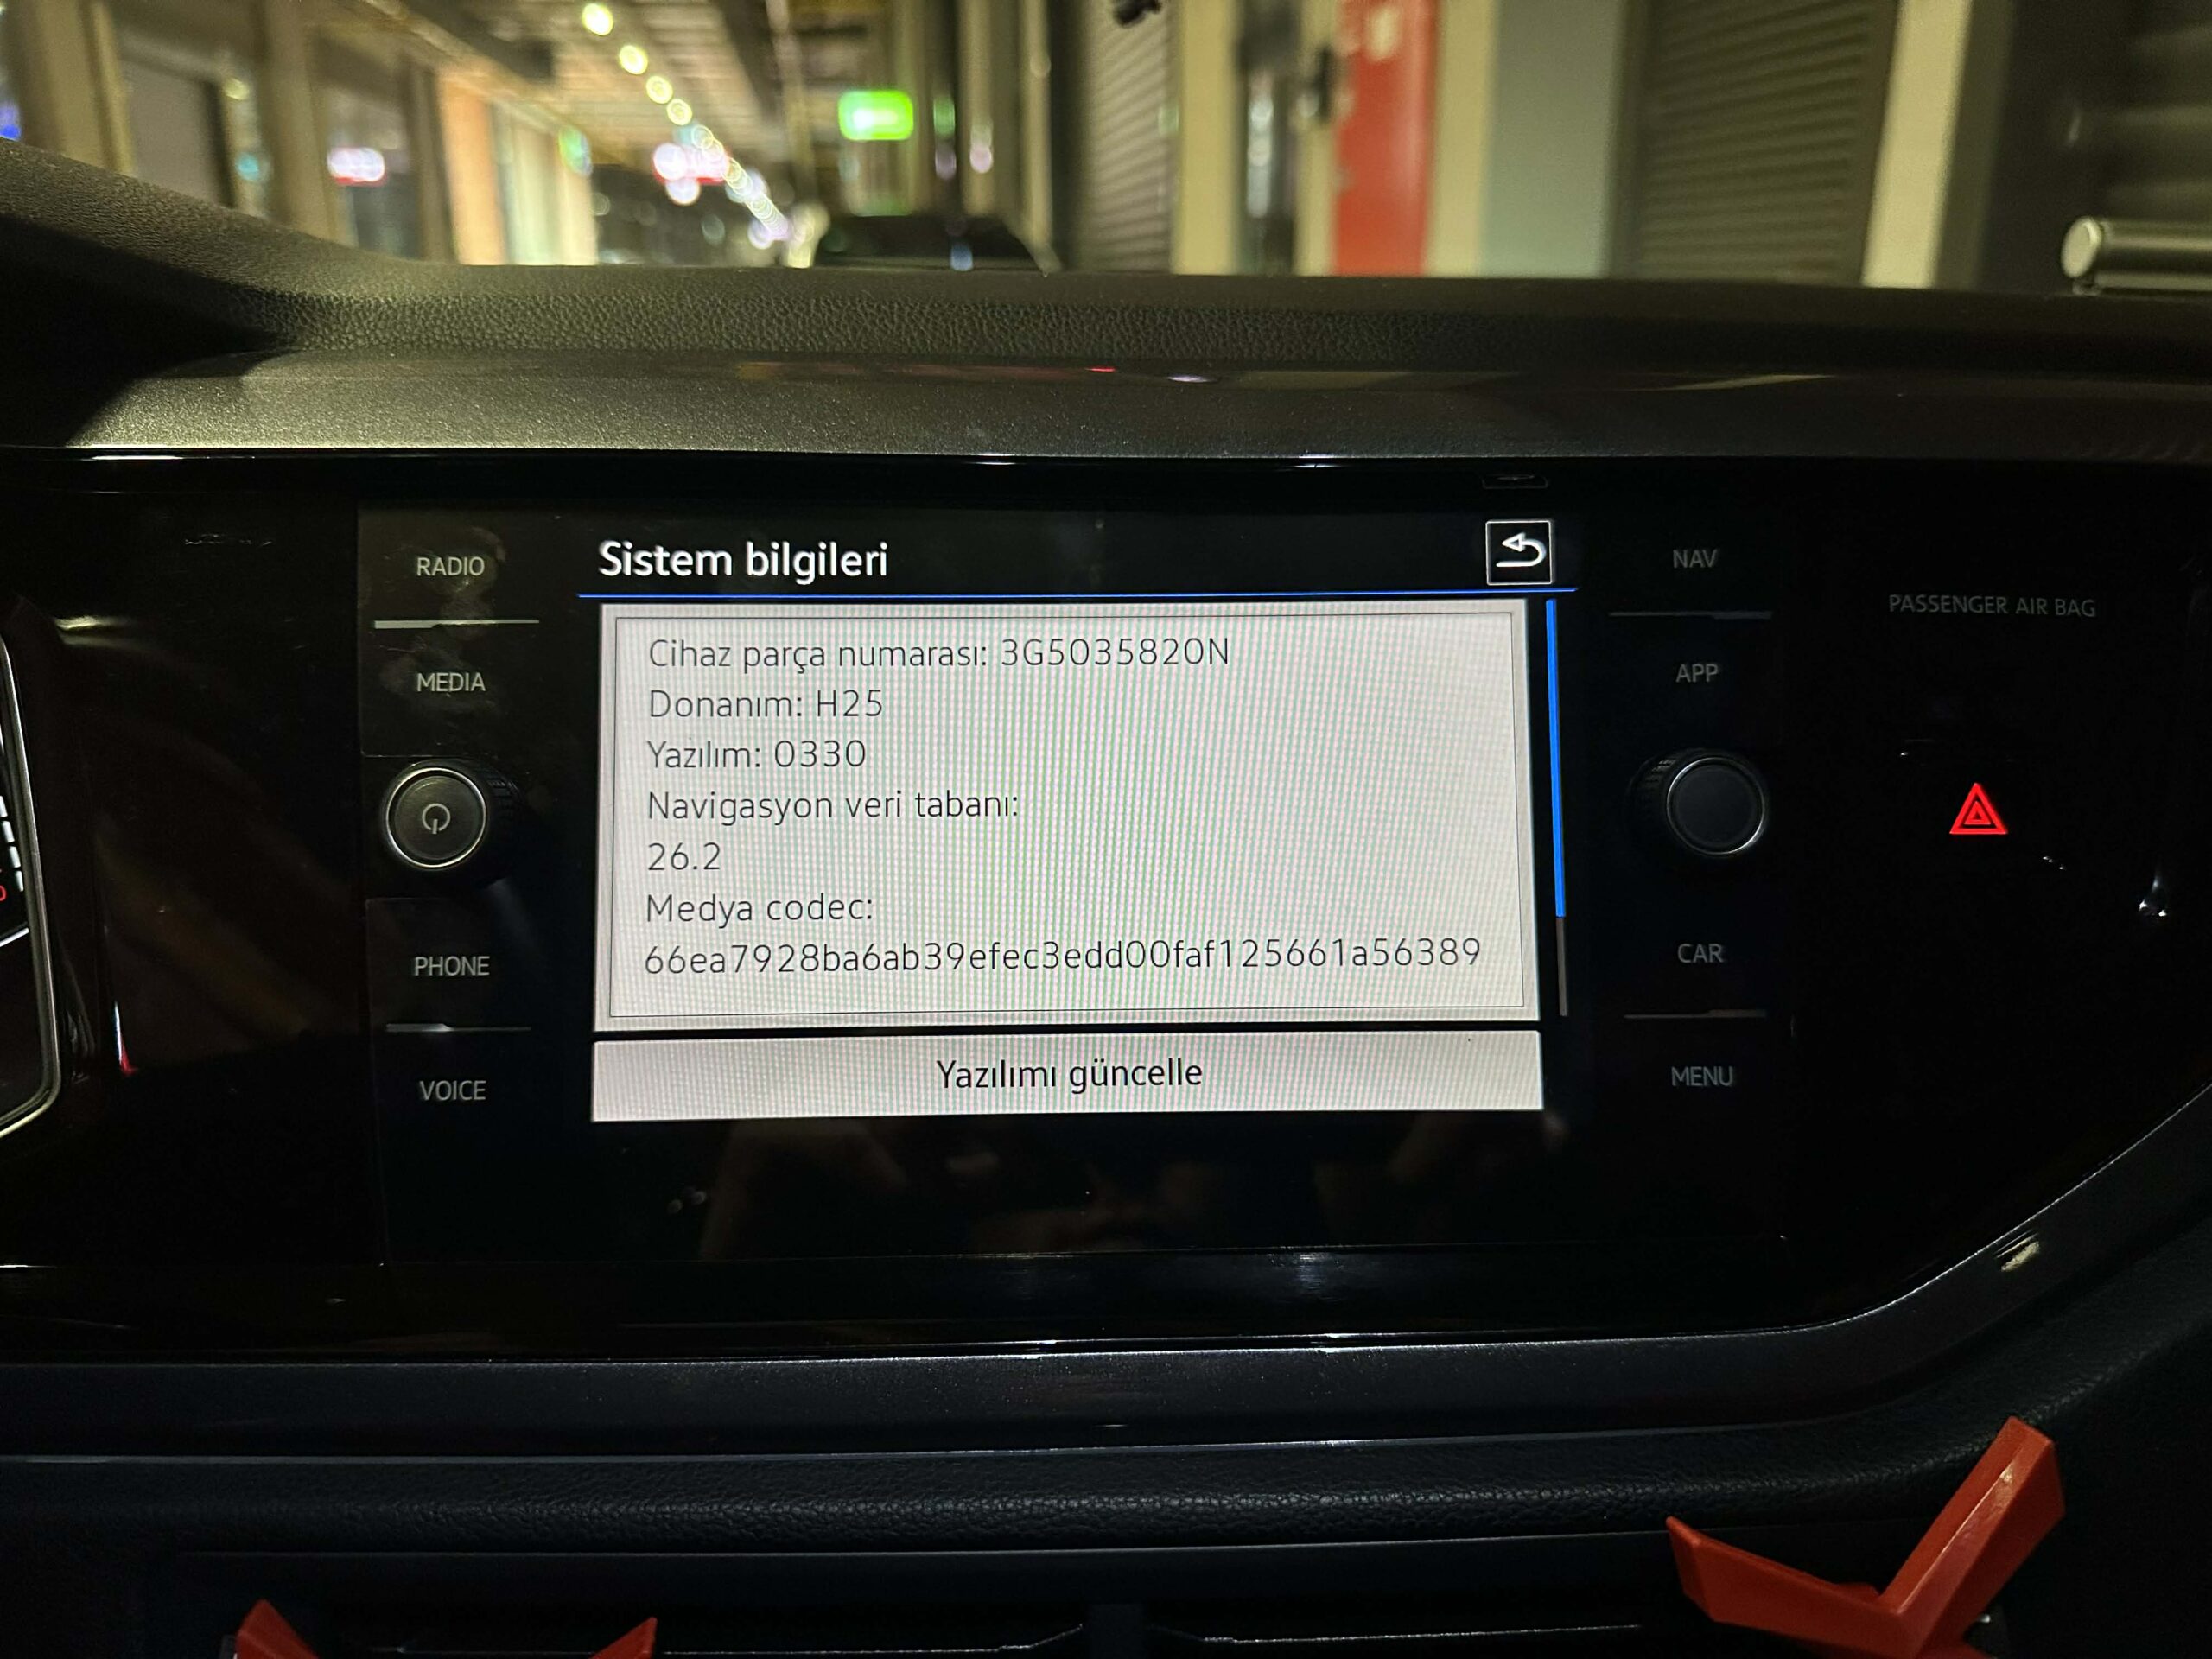 Sistem bilgileri
RADIO
MEDIA
PHONE
VOICE
Cihaz parça numarası: 3G5035820N
Donanım: H25
Yazılım: 0330
Navigasyon veri tabanı:
26.2
Medya codec:
66ea7928ba6ab39efec3edd00faf125661a56389
Yazılımı güncelle
NAV
APP
CAR
MENU
PASSENGER AIR BAG